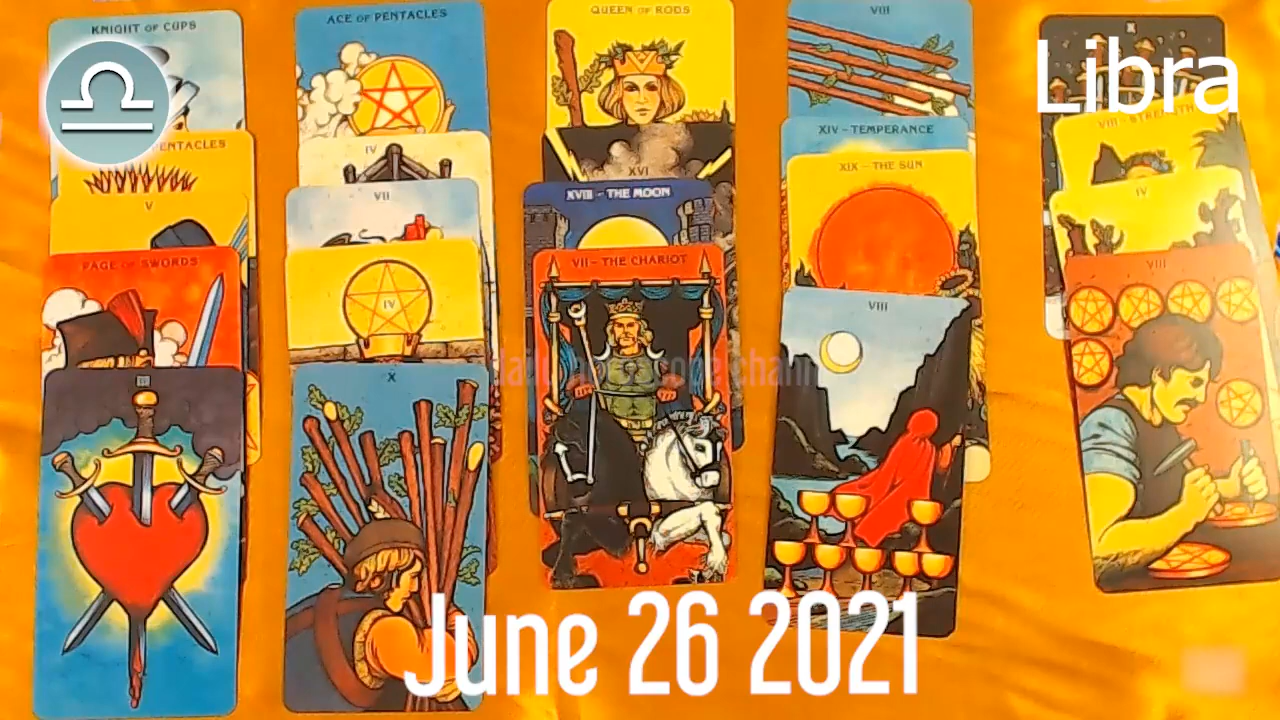 KNIGHT OF CUPS
PENTACLES
V
PAGE OF SWORDS
III
ACE OF PENTACLES
IV
VII
IV
X
QUEEN OF RODS
XVI
XVIII - THE MOON
VII - THE CHARIOT
VIII
XIV - TEMPERANCE
XIX - THE SUN
VIII
X
Libra
VIII - STRENGTH
IV
VIII
June 26 2021